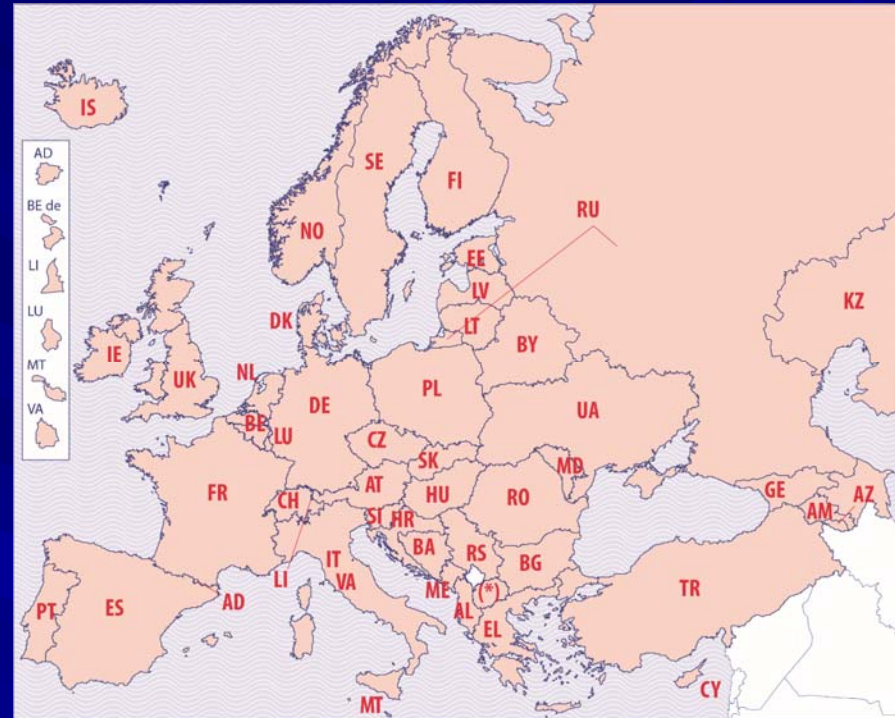 IS
AD
BE de
LI
LU
MT
VA
SE
FI
NO
RU
EE
LV
LT
DK
KZ
BY
IE
UK
NL
DE
PL
BE
LU
UA
CZ
SK
MD
FR
AT
CH
HU
RO
GE
AM
AZ
SI
HR
BA
RS
IT
VA
BG
TR
PT
ES
AD
LI
ME
(*)
AL
EL
MT
CY